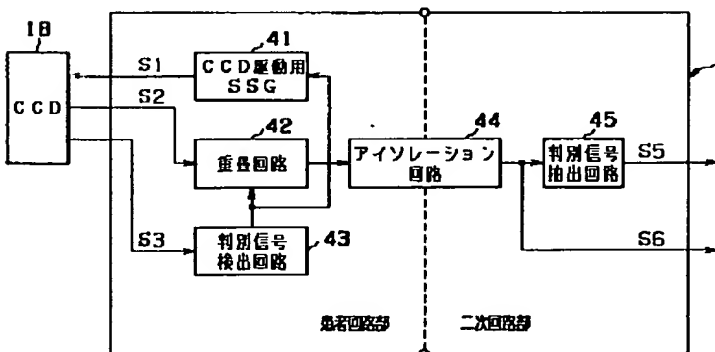 18
CCD
S1
S2
S3
41
CCD駆動用
SSG
42
重畳回路
判別信号
検出回路
43
44
アイソレーション
回路
45
判別信号
抽出回路
S5
S6
患者回路部
二次回路部